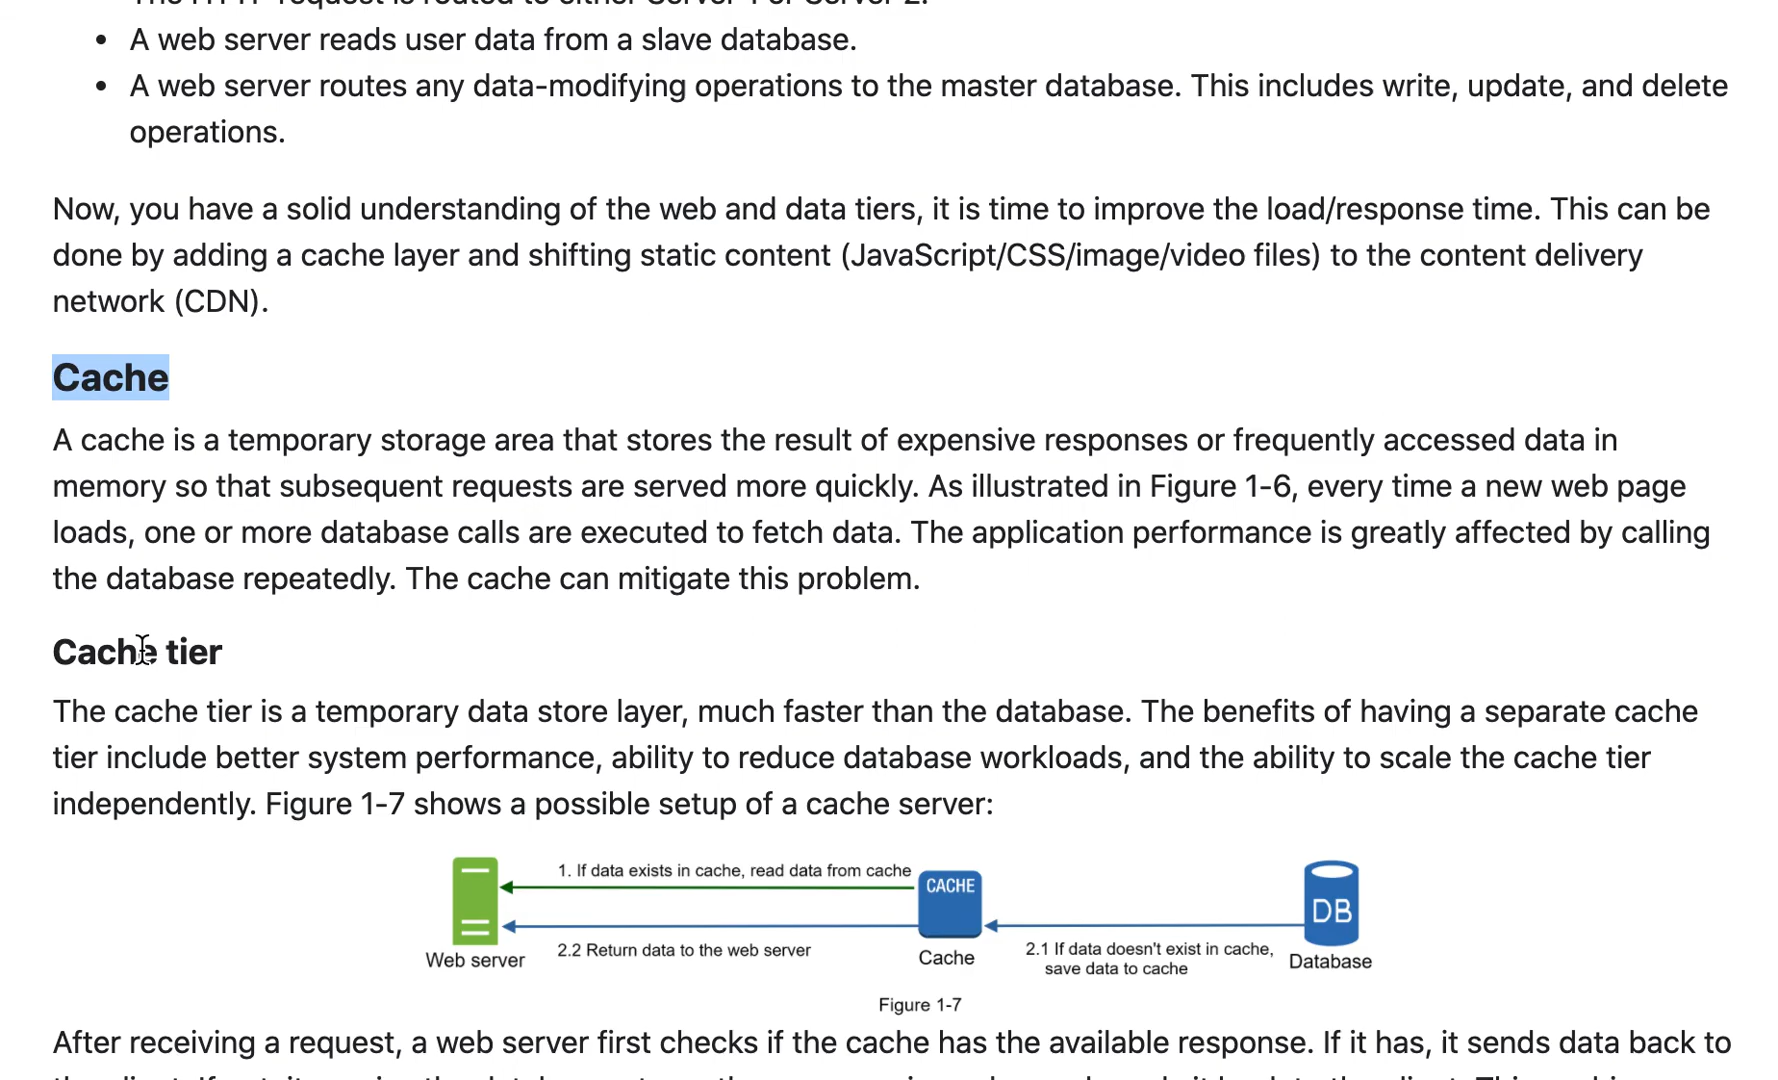 A web server reads user data from a slave database.
A web server routes any data-modifying operations to the master database. This includes write, update, and delete
operations.
Now, you have a solid understanding of the web and data tiers, it is time to improve the load/response time. This can be
done by adding a cache layer and shifting static content (JavaScript/CSS/image/video files) to the content delivery
network (CDN).
Cache
A cache is a temporary storage area that stores the result of expensive responses or frequently accessed data in
memory so that subsequent requests are served more quickly. As illustrated in Figure 1-6, every time a new web page
loads, one or more database calls are executed to fetch data. The application performance is greatly affected by calling
the database repeatedly. The cache can mitigate this problem.
Cache tier
The cache tier is a temporary data store layer, much faster than the database. The benefits of having a separate cache
tier include better system performance, ability to reduce database workloads, and the ability to scale the cache tier
independently. Figure 1-7 shows a possible setup of a cache server:
1. If data exists in cache, read data from cache
CACHE
DB
2.2 Return data to the web server
2.1 If data doesn't exist in cache,
save data to cache
Web server
Cache
Database
Figure 1-7
After receiving a request, a web server first checks if the cache has the available response. If it has, it sends data back to